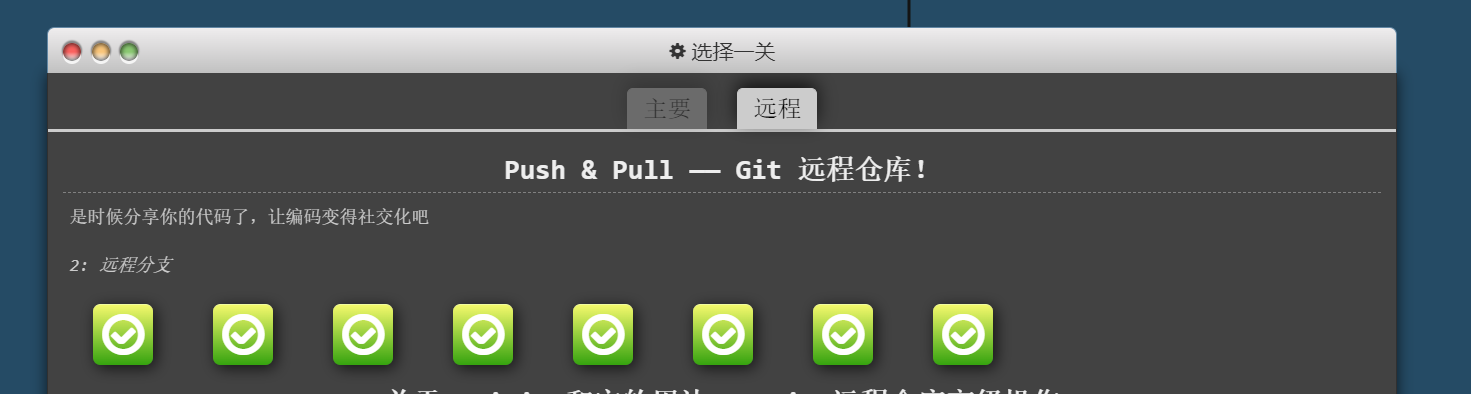 选择一关
主要 远程
Push & Pull —— Git 远程仓库!
是时候分享你的代码了，让编码变得社交化吧
2: 远程分支